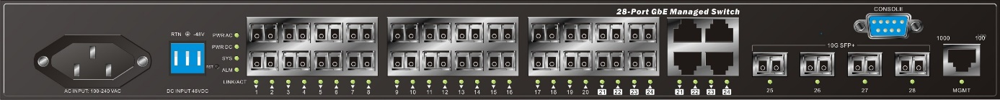 28-Port GbE Managed Switch
CONSOLE
RTN -48V
PWR AC
PWR DC
SYS
RST
ALM
LINK/ACT
AC INPUT: 100-240 VAC
DC INPUT 48VDC
1 2 3 4 5 6 7 8
9 10 11 12 13 14 15 16
17 18 19 20 21 22 23 24
21 22 23 24
10G SFP+
25 26 27 28
1000 100
MGMT